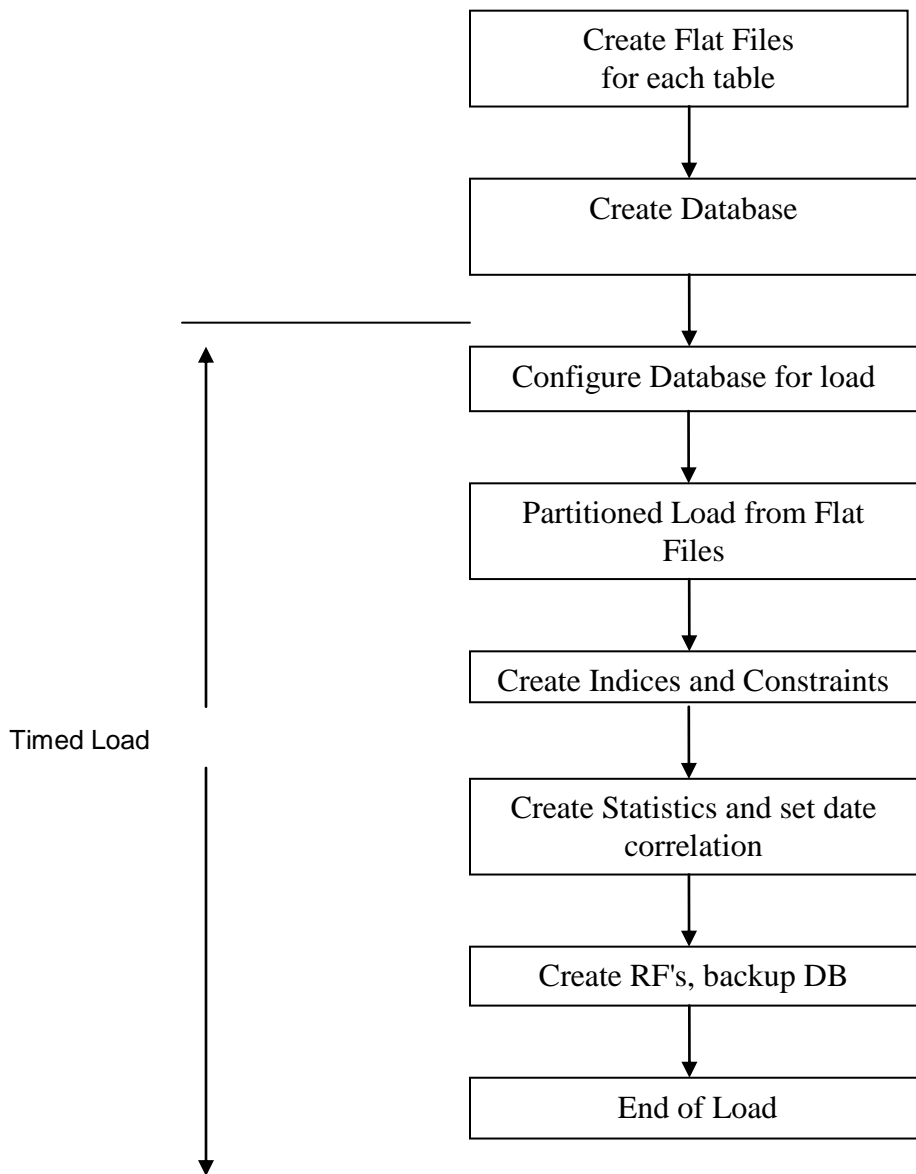 Create Flat Files
for each table
Create Database
Configure Database for load
Partitioned Load from Flat
Files
Create Indices and Constraints
Timed Load
Create Statistics and set date
correlation
Create RF's, backup DB
End of Load